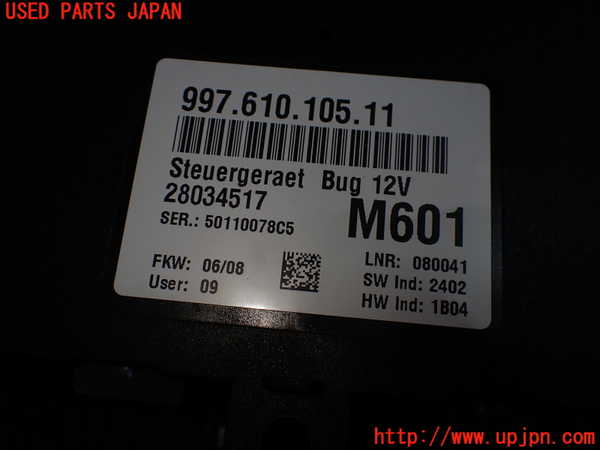 USED PARTS JAPAN
997.610.105.11
Steuergeraet Bug 12V
28034517
SER.: 50110078C5
M601
FKW: 06/08
User: 09
LNR: 080041
SW Ind: 2402
HW Ind: 1B04
http://www.upjpn.com/